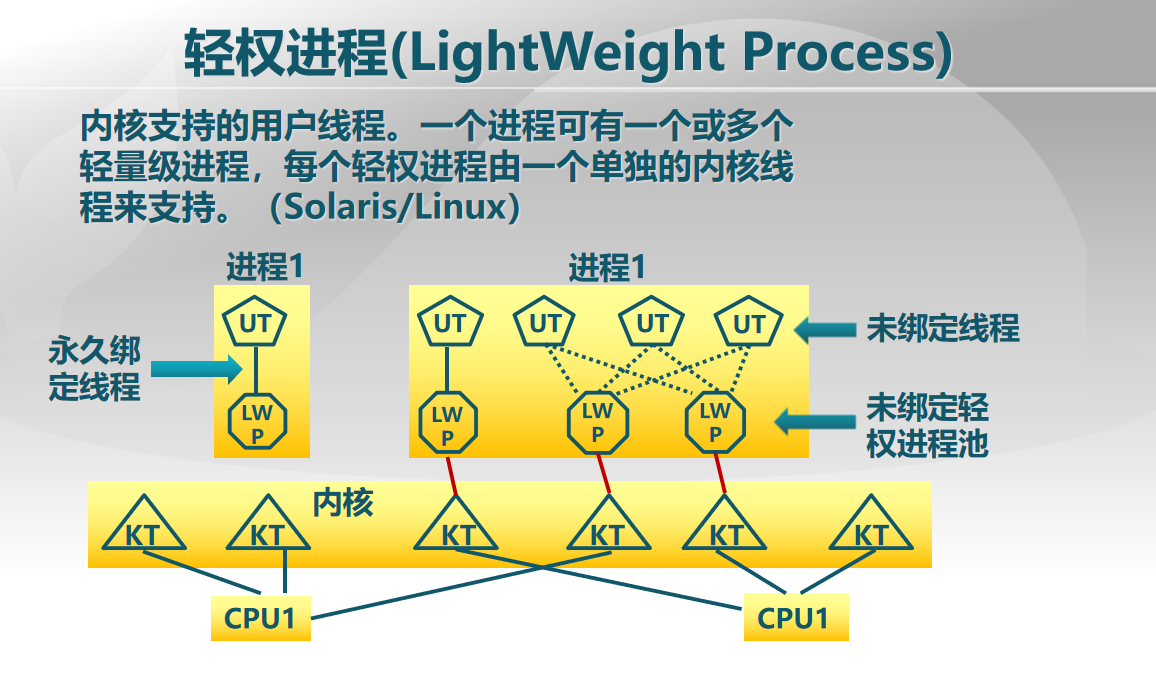 轻权进程(LightWeight Process)
内核支持的用户线程。一个进程可有一个或多个
轻量级进程，每个轻权进程由一个单独的内核线
程来支持。（Solaris/Linux）
进程1
进程1
UT
UT
UT
UT
UT
未绑定线程
永久绑
定线程
LW
P
LW
P
LW
P
LW
P
未绑定轻
权进程池
内核
KT
KT
KT
KT
KT
KT
CPU1
CPU1